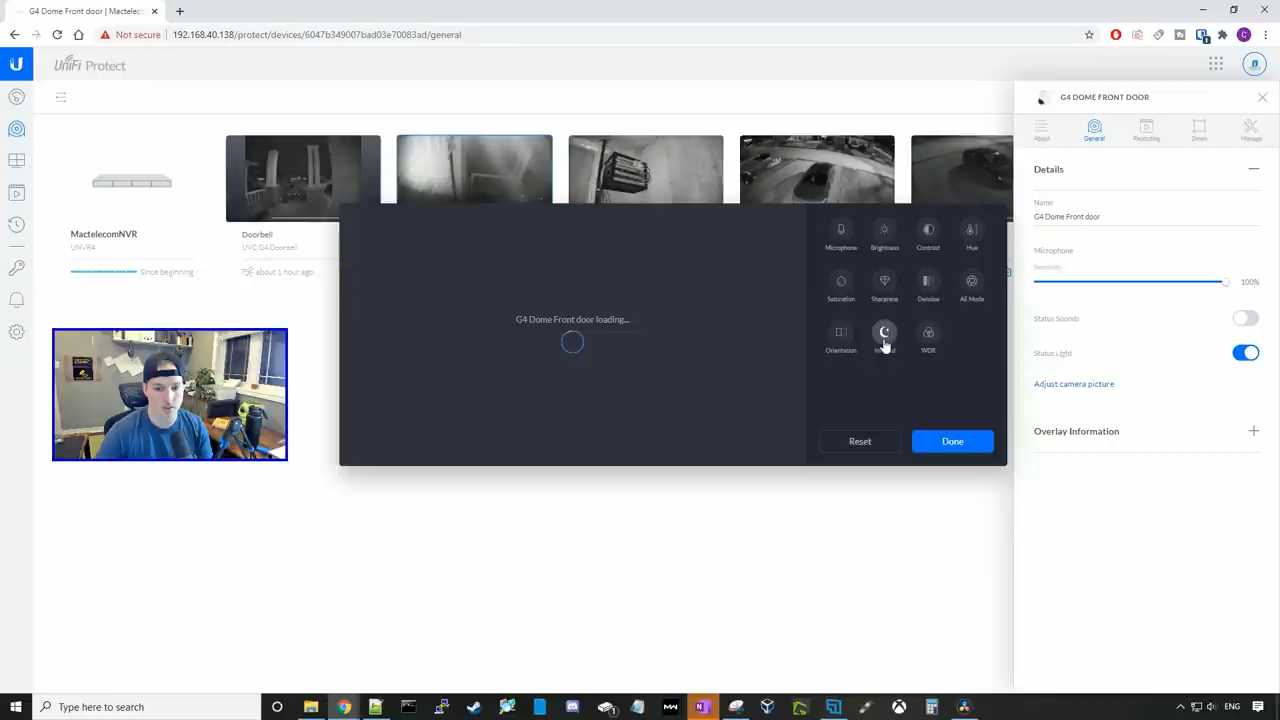 G4 Dome Front door | Mactelec
Not secure
192.168.40.138/protect/devices/6047b349007bad03e70083ad/general
UniFi Protect
G4 DOME FRONT DOOR
About
General
Recording
Zones
Manage
Details
Name
G4 Dome Front door
Microphone
Sensitivity
100%
Status Sounds
Status Light
Adjust camera picture
Overlay Information
MactelecomNVR
UNVR4
Since beginning
Doorbell
UVC G4 Doorbell
about 1 hour ago
G4 Dome Front door loading...
Microphone
Brightness
Contrast
Hue
Saturation
Sharpness
Denoise
AE Mode
Orientation
WDR
Reset
Done
Type here to search
ENG